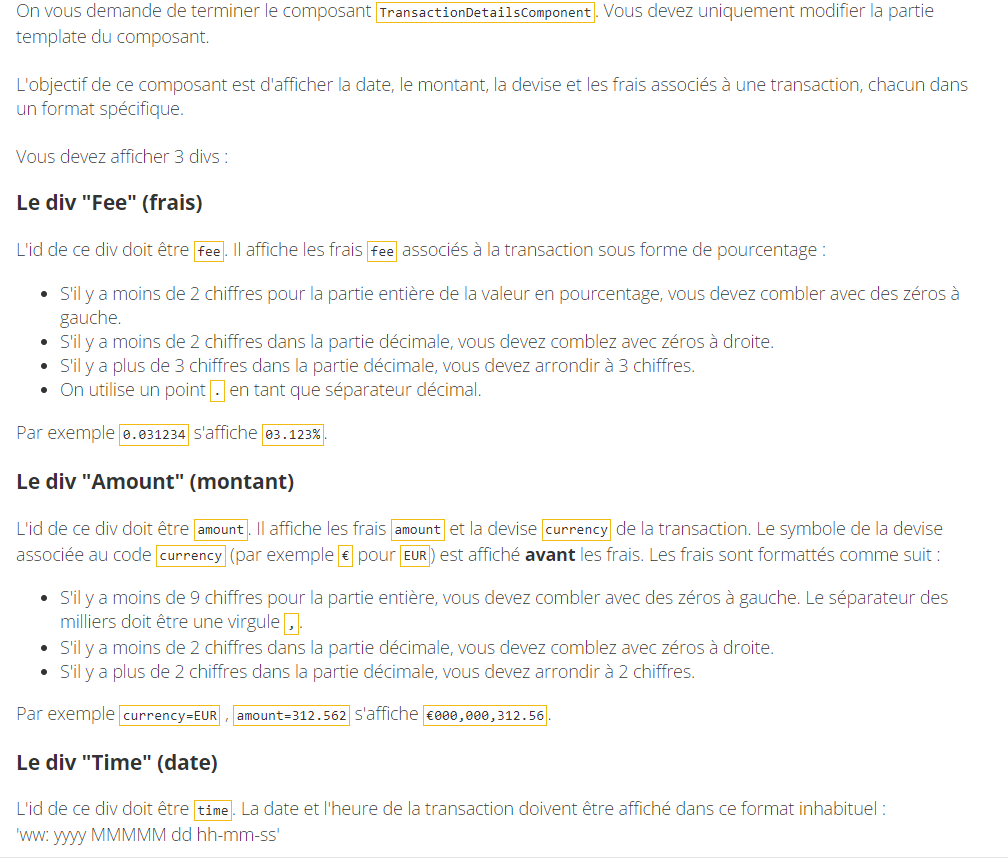 On vous demande de terminer le composant TransactionDetailsComponent. Vous devez uniquement modifier la partie
template du composant.
L'objectif de ce composant est d'afficher la date, le montant, la devise et les frais associés à une transaction, chacun dans
un format spécifique.
Vous devez afficher 3 divs :
Le div "Fee" (frais)
L'id de ce div doit être fee. Il affiche les frais fee associés à la transaction sous forme de pourcentage :
• S'il y a moins de 2 chiffres pour la partie entière de la valeur en pourcentage, vous devez combler avec des zéros à
gauche.
• S'il y a moins de 2 chiffres dans la partie décimale, vous devez comblez avec zéros à droite.
• S'il y a plus de 3 chiffres dans la partie décimale, vous devez arrondir à 3 chiffres.
• On utilise un point . en tant que séparateur décimal.
Par exemple 0.031234 s'affiche 03.123%.
Le div "Amount" (montant)
L'id de ce div doit être amount. Il affiche les frais amount et la devise currency de la transaction. Le symbole de la devise
associée au code currency (par exemple € pour EUR) est affiché avant les frais. Les frais sont formattés comme suit :
• S'il y a moins de 9 chiffres pour la partie entière, vous devez combler avec des zéros à gauche. Le séparateur des
milliers doit être une virgule ,.
• S'il y a moins de 2 chiffres dans la partie décimale, vous devez comblez avec zéros à droite.
• S'il y a plus de 2 chiffres dans la partie décimale, vous devez arrondir à 2 chiffres.
Par exemple currency=EUR , amount=312.562 s'affiche €000,000,312.56.
Le div "Time" (date)
L'id de ce div doit être time. La date et l'heure de la transaction doivent être affiché dans ce format inhabituel :
'ww: yyyy MMMMM dd hh-mm-ss'